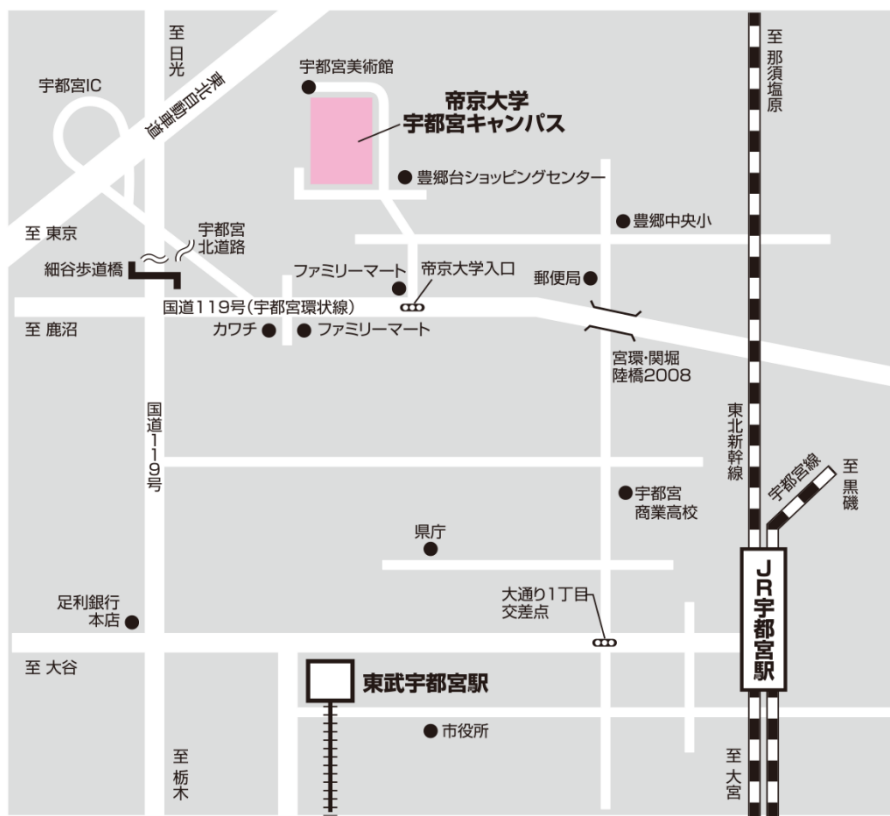 至 日光
宇都宮IC
東北自動車道
宇都宮美術館
帝京大学
宇都宮キャンパス
至 那須塩原
豊郷台ショッピングセンター
至 東京
宇都宮
北道路
豊郷中央小
細谷歩道橋
ファミリーマート
帝京大学入口
郵便局
国道119号(宇都宮環状線)
至 鹿沼
カワチ
ファミリーマート
宮環・関堀
陸橋2008
国道119号
東北新幹線
宇都宮線
至 黒磯
宇都宮
商業高校
県庁
足利銀行
本店
大通り1丁目
交差点
JR宇都宮駅
至 大谷
東武宇都宮駅
市役所
至 栃木
至 大宮